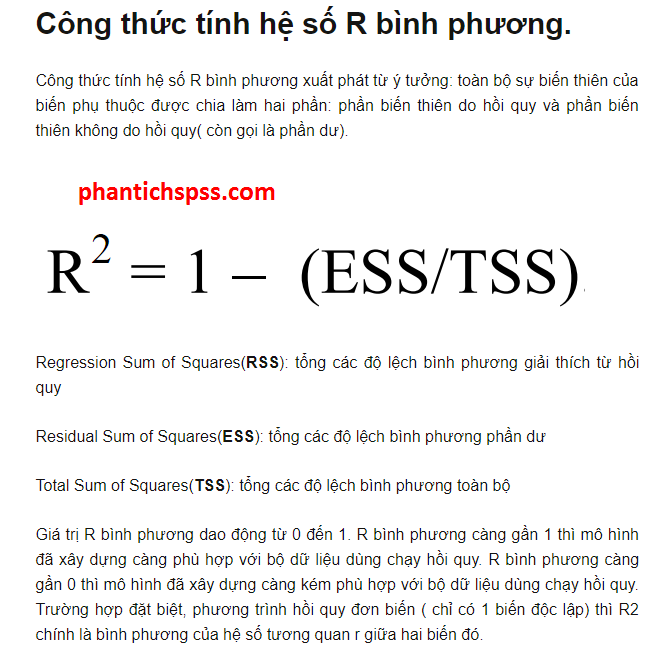 Công thức tính hệ số R bình phương.
Công thức tính hệ số R bình phương xuất phát từ ý tưởng: toàn bộ sự biến thiên của
biến phụ thuộc được chia làm hai phần: phần biến thiên do hồi quy và phần biến
thiên không do hồi quy( còn gọi là phần dư).
phantichspss.com
R² = 1 – (ESS/TSS)
Regression Sum of Squares(RSS): tổng các độ lệch bình phương giải thích từ hồi
quy
Residual Sum of Squares(ESS): tổng các độ lệch bình phương phần dư
Total Sum of Squares(TSS): tổng các độ lệch bình phương toàn bộ
Giá trị R bình phương dao động từ 0 đến 1. R bình phương càng gần 1 thì mô hình
đã xây dựng càng phù hợp với bộ dữ liệu dùng chạy hồi quy. R bình phương càng
gần 0 thì mô hình đã xây dựng càng kém phù hợp với bộ dữ liệu dùng chạy hồi quy.
Trường hợp đặt biệt, phương trình hồi quy đơn biến ( chỉ có 1 biến độc lập) thì R2
chính là bình phương của hệ số tương quan r giữa hai biến đó.